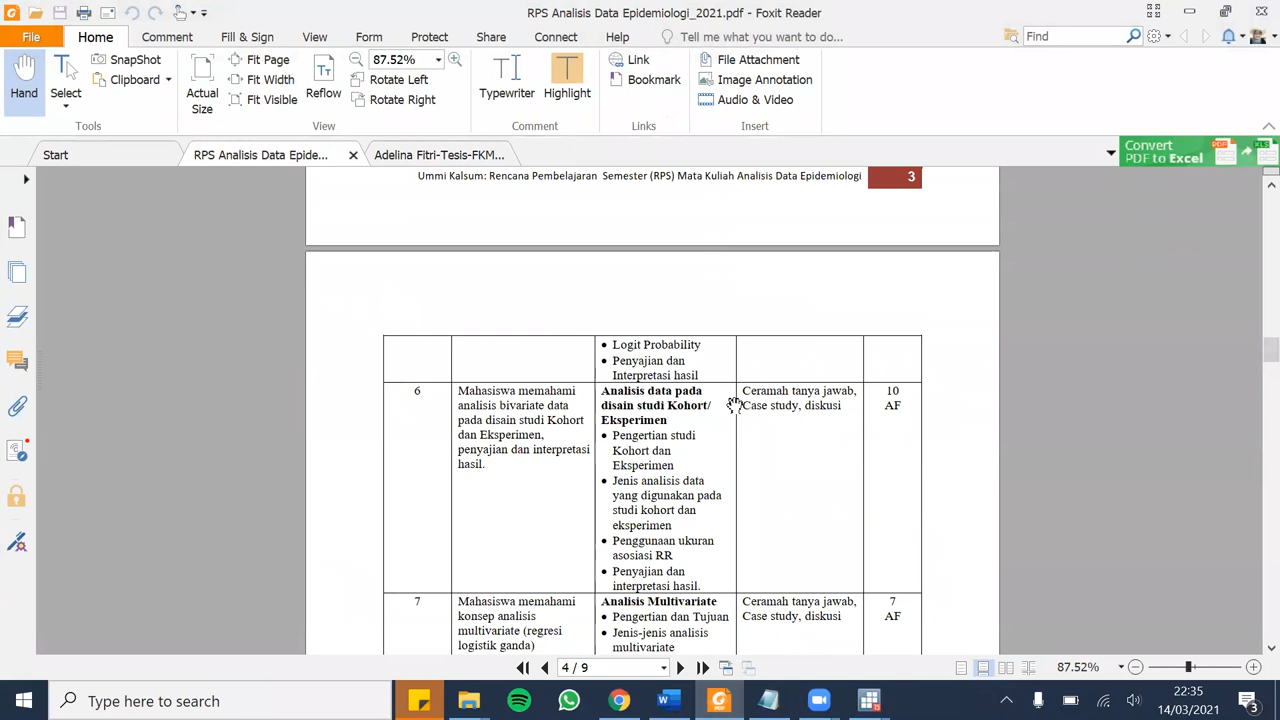 RPS Analisis Data Epidemiologi_2021.pdf - Foxit Reader
File Home Comment Fill & Sign View Form Protect Share Connect Help Tell me what you want to do... Find
Hand
Select
SnapShot
Clipboard
Tools
Actual Size
Fit Page
Fit Width
Fit Visible
Reflow
87.52%
Rotate Left
Rotate Right
View
Typewriter
Highlight
Comment
Link
Bookmark
Links
File Attachment
Image Annotation
Audio & Video
Insert
Start
RPS Analisis Data Epide...
Adelina Fitri-Tesis-FKM...
Convert
PDF to Excel
Ummi Kalsum: Rencana Pembelajaran Semester (RPS) Mata Kuliah Analisis Data Epidemiologi 3
• Logit Probability
• Penyajian dan
Interpretasi hasil
6
Mahasiswa memahami
analisis bivariate data
pada disain studi Kohort
dan Eksperimen,
penyajian dan interpretasi
hasil.
Analisis data pada
disain studi Kohort/
Eksperimen
• Pengertian studi
Kohort dan
Eksperimen
• Jenis analisis data
yang digunakan pada
studi kohort dan
eksperimen
• Penggunaan ukuran
asosiasi RR
• Penyajian dan
interpretasi hasil.
Ceramah tanya jawab,
Case study, diskusi
10
AF
7
Mahasiswa memahami
konsep analisis
multivariate (regresi
logistik ganda)
Analisis Multivariate
• Pengertian dan Tujuan
• Jenis-jenis analisis
multivariate
Ceramah tanya jawab,
Case study, diskusi
7
AF
4 / 9
87.52%
Type here to search
22:35
14/03/2021
3